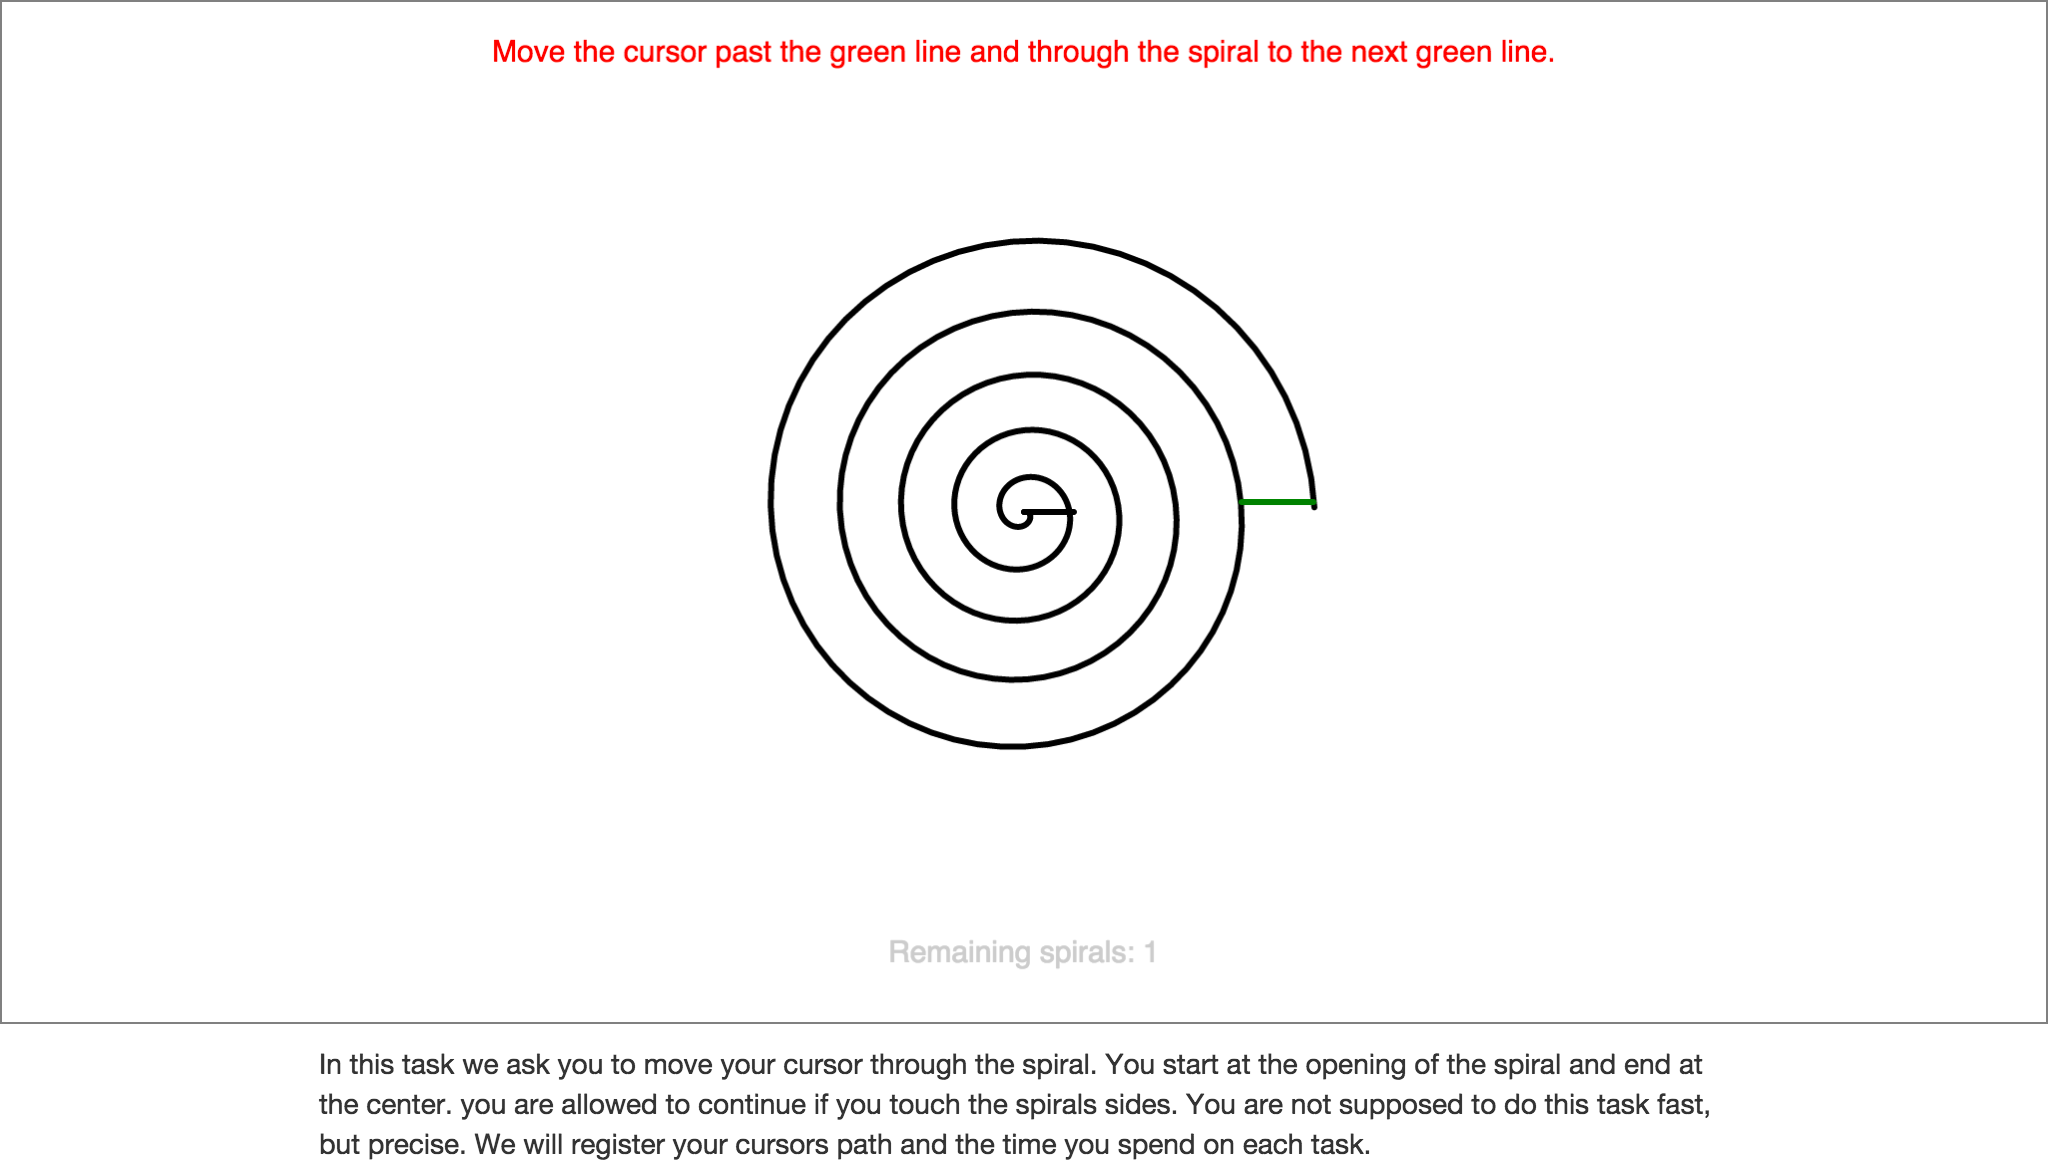 Move the cursor past the green line and through the spiral to the next green line.
Remaining spirals: 1
In this task we ask you to move your cursor through the spiral. You start at the opening of the spiral and end at
the center. you are allowed to continue if you touch the spirals sides. You are not supposed to do this task fast,
but precise. We will register your cursors path and the time you spend on each task.